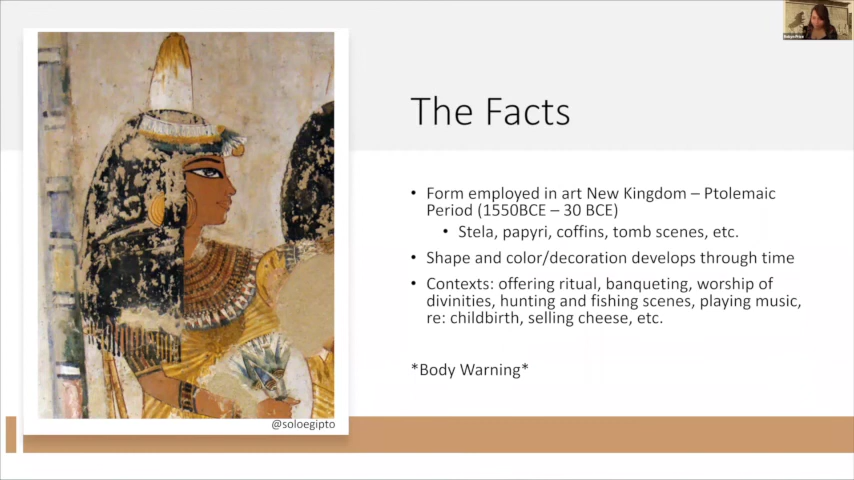 The Facts
• Form employed in art New Kingdom – Ptolemaic
Period (1550BCE – 30 BCE)
• Stela, papyri, coffins, tomb scenes, etc.
• Shape and color/decoration develops through time
• Contexts: offering ritual, banqueting, worship of
divinities, hunting and fishing scenes, playing music,
re: childbirth, selling cheese, etc.
*Body Warning*
@soloegipto